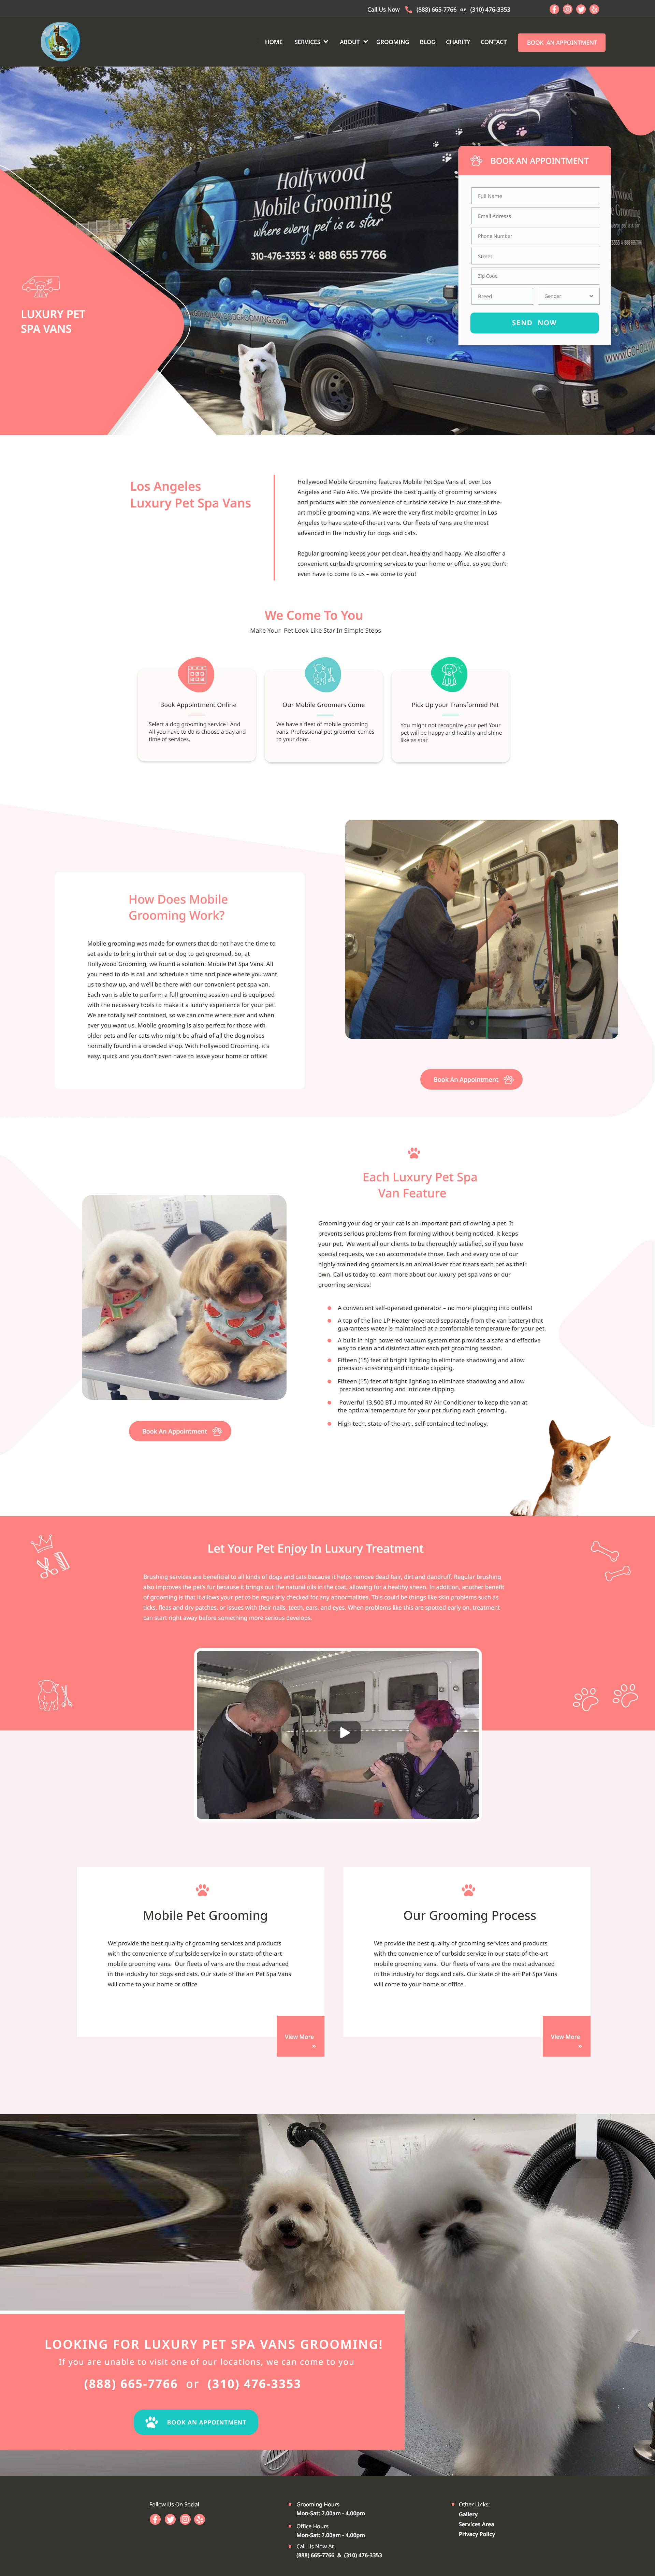 Call Us Now (888) 665-7766 or (310) 476-3353
HOME SERVICES ABOUT GROOMING BLOG CHARITY CONTACT BOOK AN APPOINTMENT
Hollywood
Mobile Grooming
where every pet is a star
310-476-3353 888 655 7766
LUXURY PET
SPA VANS
BOOK AN APPOINTMENT
Full Name
Email Adresss
Phone Number
Street
Zip Code
Breed Gender
SEND NOW
Los Angeles
Luxury Pet Spa Vans
Hollywood Mobile Grooming features Mobile Pet Spa Vans all over Los
Angeles and Palo Alto. We provide the best quality of grooming services
and products with the convenience of curbside service in our state-of-the-
art mobile grooming vans. We were the very first mobile groomer in Los
Angeles to have state-of-the-art vans. Our fleets of vans are the most
advanced in the industry for dogs and cats.
Regular grooming keeps your pet clean, healthy and happy. We also offer a
convenient curbside grooming services to your home or office, so you don't
even have to come to us – we come to you!
We Come To You
Make Your Pet Look Like Star In Simple Steps
Book Appointment Online
Select a dog grooming service ! And
All you have to do is choose a day and
time of services.
Our Mobile Groomers Come
We have a fleet of mobile grooming
vans Professional pet groomer comes
to your door.
Pick Up your Transformed Pet
You might not recognize your pet! Your
pet will be happy and healthy and shine
like as star.
How Does Mobile
Grooming Work?
Mobile grooming was made for owners that do not have the time to
set aside to bring in their cat or dog to get groomed. So, at
Hollywood Grooming, we found a solution: Mobile Pet Spa Vans. All
you need to do is call and schedule a time and place where you want
us to show up, and we'll be there with our convenient pet spa van.
Each van is able to perform a full grooming session and is equipped
with the necessary tools to make it a luxury experience for your pet.
We are totally self contained, so we can come where ever and when
ever you want us. Mobile grooming is also perfect for those with
older pets and for cats who might be afraid of all the dog noises
normally found in a crowded shop. With Hollywood Grooming, it's
easy, quick and you don't even have to leave your home or office!
Book An Appointment
Each Luxury Pet Spa
Van Feature
Grooming your dog or your cat is an important part of owning a pet. It
prevents serious problems from forming without being noticed, it keeps
your pet. We want all our clients to be thoroughly satisfied, so if you have
special requests, we can accommodate those. Each and every one of our
highly-trained dog groomers is an animal lover that treats each pet as their
own. Call us today to learn more about our luxury pet spa vans or our
grooming services!
A convenient self-operated generator – no more plugging into outlets!
A top of the line LP Heater (operated separately from the van battery) that
guarantees water is maintained at a comfortable temperature for your pet.
A built-in high powered vacuum system that provides a safe and effective
way to clean and disinfect after each pet grooming session.
Fifteen (15) feet of bright lighting to eliminate shadowing and allow
precision scissoring and intricate clipping.
Fifteen (15) feet of bright lighting to eliminate shadowing and allow
precision scissoring and intricate clipping.
Powerful 13,500 BTU mounted RV Air Conditioner to keep the van at
the optimal temperature for your pet during each grooming.
High-tech, state-of-the-art , self-contained technology.
Book An Appointment
Let Your Pet Enjoy In Luxury Treatment
Brushing services are beneficial to all kinds of dogs and cats because it helps remove dead hair, dirt and dandruff. Regular brushing
also improves the pet's fur because it brings out the natural oils in the coat, allowing for a healthy sheen. In addition, another benefit
of grooming is that it allows your pet to be regularly checked for any abnormalities. This could be things like skin problems such as
ticks, fleas and dry patches, or issues with their nails, teeth, ears, and eyes. When problems like this are spotted early on, treatment
can start right away before something more serious develops.
Mobile Pet Grooming
We provide the best quality of grooming services and products
with the convenience of curbside service in our state-of-the-art
mobile grooming vans. Our fleets of vans are the most advanced
in the industry for dogs and cats. Our state of the art Pet Spa Vans
will come to your home or office.
View More
»
Our Grooming Process
We provide the best quality of grooming services and products
with the convenience of curbside service in our state-of-the-art
mobile grooming vans. Our fleets of vans are the most advanced
in the industry for dogs and cats. Our state of the art Pet Spa Vans
will come to your home or office.
View More
»
LOOKING FOR LUXURY PET SPA VANS GROOMING!
If you are unable to visit one of our locations, we can come to you
(888) 665-7766 or (310) 476-3353
BOOK AN APPOINTMENT
Follow Us On Social
Grooming Hours
Mon-Sat: 7.00am - 4.00pm
Office Hours
Mon-Sat: 7.00am - 4.00pm
Call Us Now At
(888) 665-7766 & (310) 476-3353
Other Links:
Gallery
Services Area
Privacy Policy